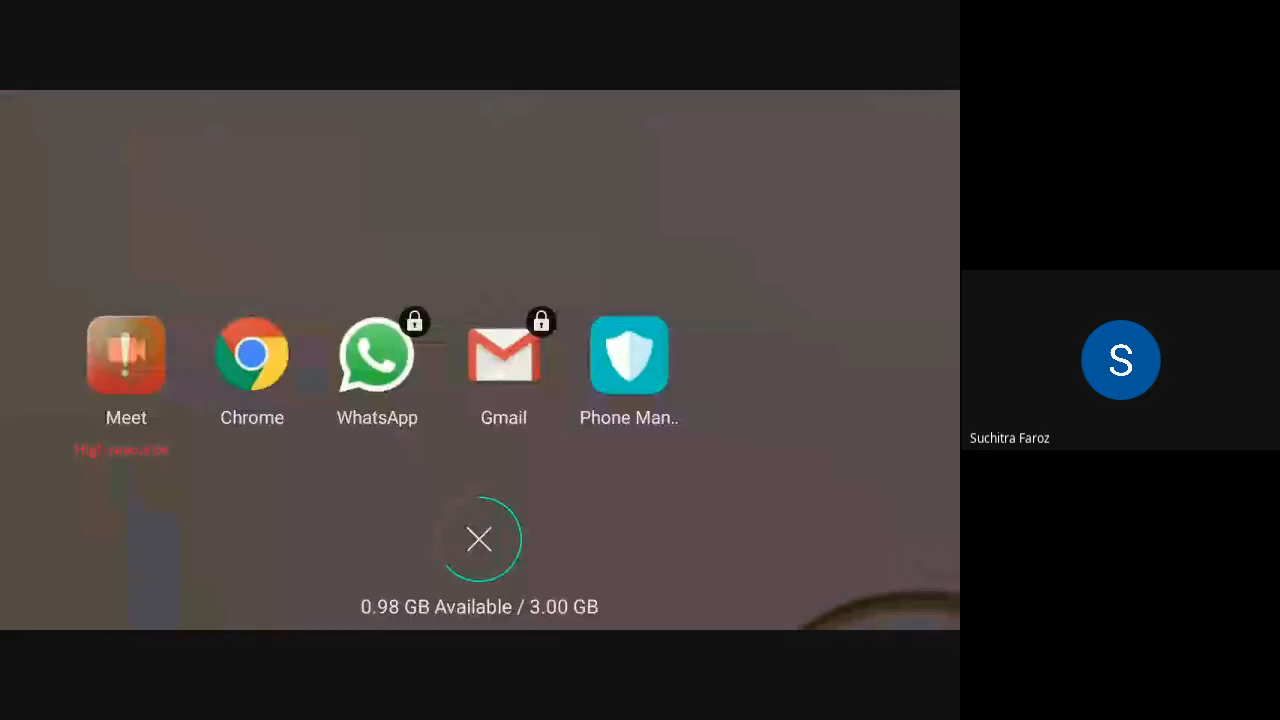 Meet
Chrome
WhatsApp
Gmail
Phone Man..
0.98 GB Available / 3.00 GB
S
Suchitra Faroz